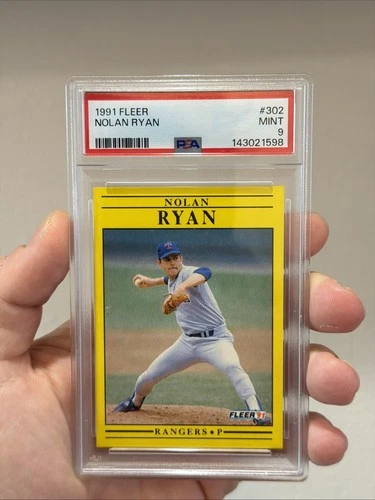 1991 FLEER #302
NOLAN RYAN MINT
9
PSA 143021598
NOLAN
RYAN
T
FLEER 91
RANGERS • P